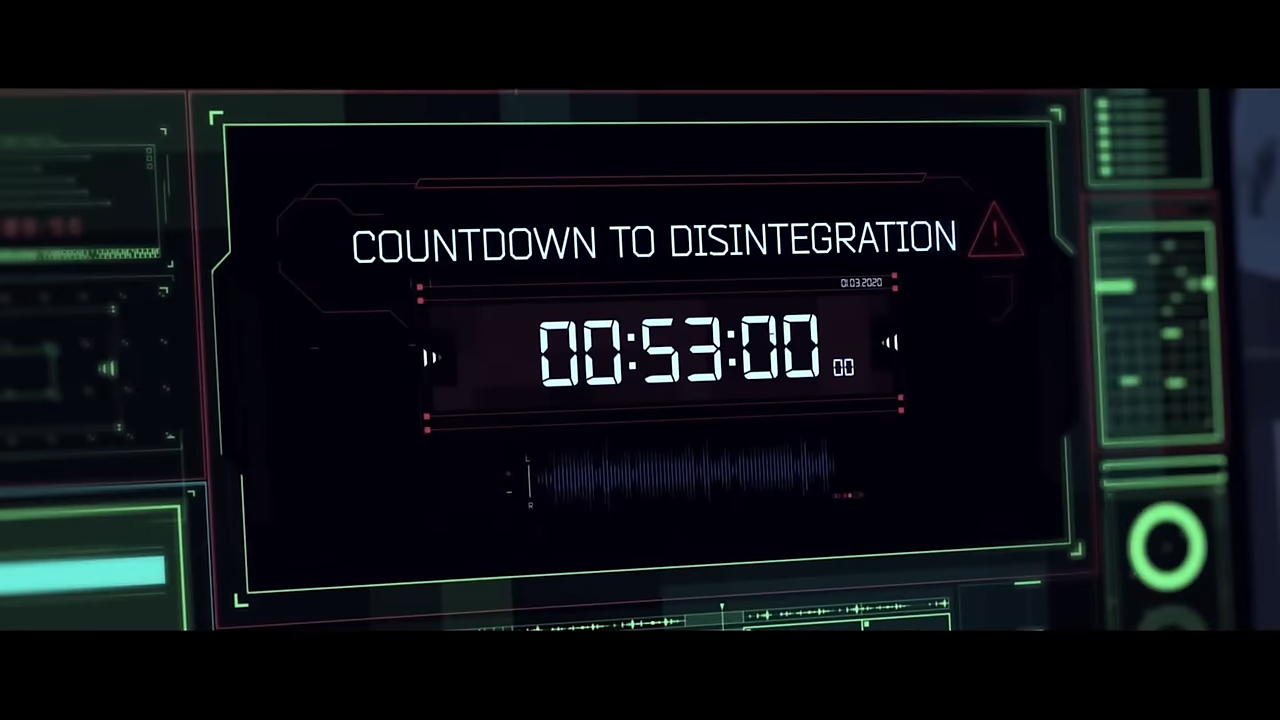 COUNTDOWN TO DISINTEGRATION
!
01.03.2020
00:53:00 00
L
R